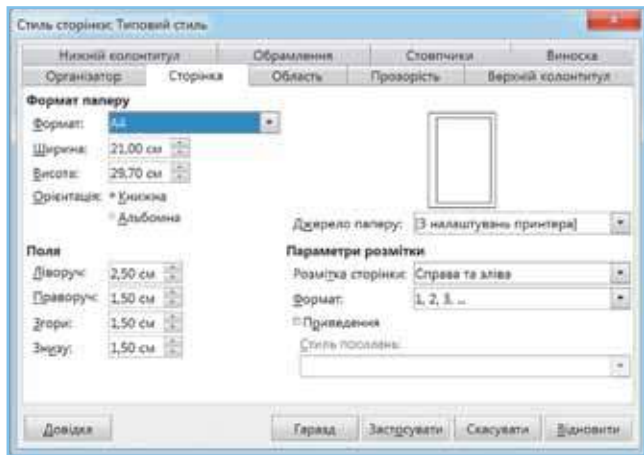 Стиль сторінки: Типовий стиль
Нижній колонтитул Обрамлення Стовпчики Виноска
Організатор Сторінка Область Прозорість Верхній колонтитул
Формат паперу
Формат: A4
Ширина: 21,00 см
Висота: 29,70 см
Орієнтація: Книжна
Альбомна
Джерело паперу: [З налаштувань принтера]
Поля
Ліворуч: 2,50 см
Праворуч: 1,50 см
Згори: 1,50 см
Знизу: 1,50 см
Параметри розмітки
Розмітка сторінки: Справа та зліва
Формат: 1, 2, 3, ...
Приведення
Стиль посилань:
Довідка Гаразд Застосувати Скасувати Відновити